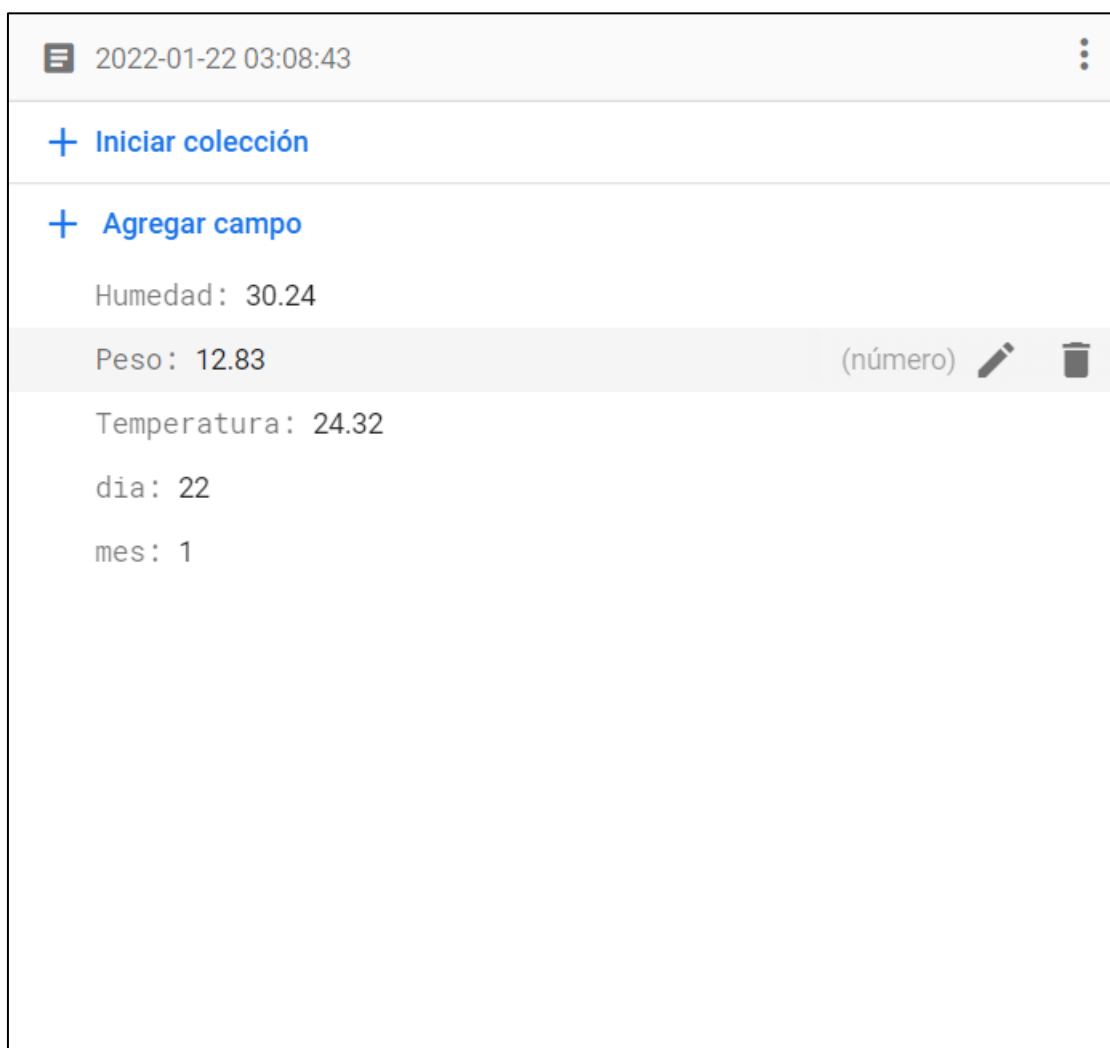 2022-01-22 03:08:43
Iniciar colección
Agregar campo
Humedad: 30.24
Peso: 12.83 (número)
Temperatura: 24.32
dia: 22
mes: 1